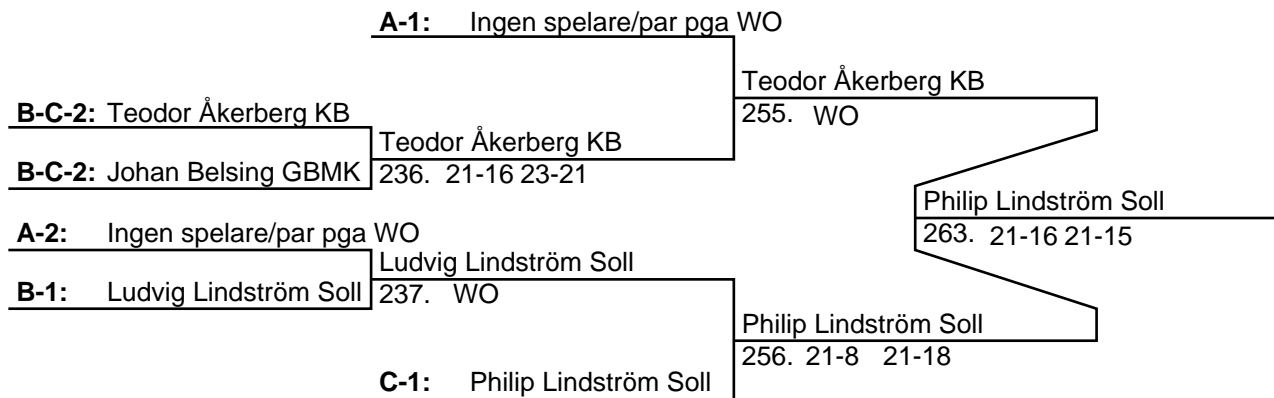 A-1: Ingen spelare/par pga WO
Teodor Åkerberg KB
255. WO
B-C-2: Teodor Åkerberg KB
Teodor Åkerberg KB
236. 21-16 23-21
B-C-2: Johan Belsing GBMK
Philip Lindström Soll
263. 21-16 21-15
A-2: Ingen spelare/par pga WO
Ludvig Lindström Soll
237. WO
B-1: Ludvig Lindström Soll
Philip Lindström Soll
256. 21-8 21-18
C-1: Philip Lindström Soll